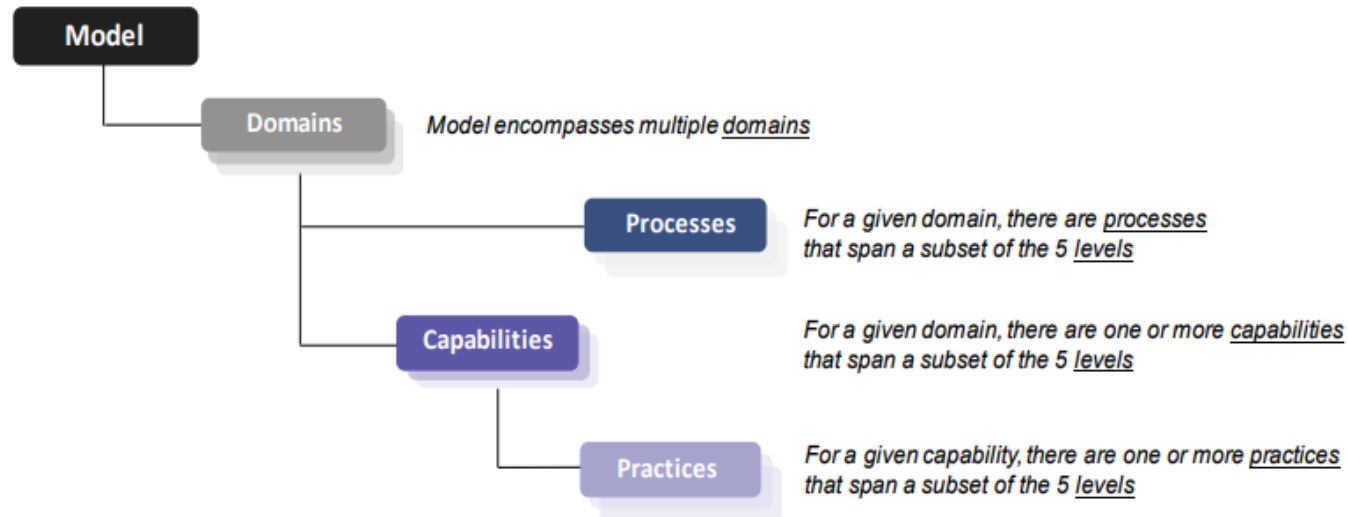 Model
Domains
Model encompasses multiple domains
Processes
For a given domain, there are processes
that span a subset of the 5 levels
Capabilities
For a given domain, there are one or more capabilities
that span a subset of the 5 levels
Practices
For a given capability, there are one or more practices
that span a subset of the 5 levels